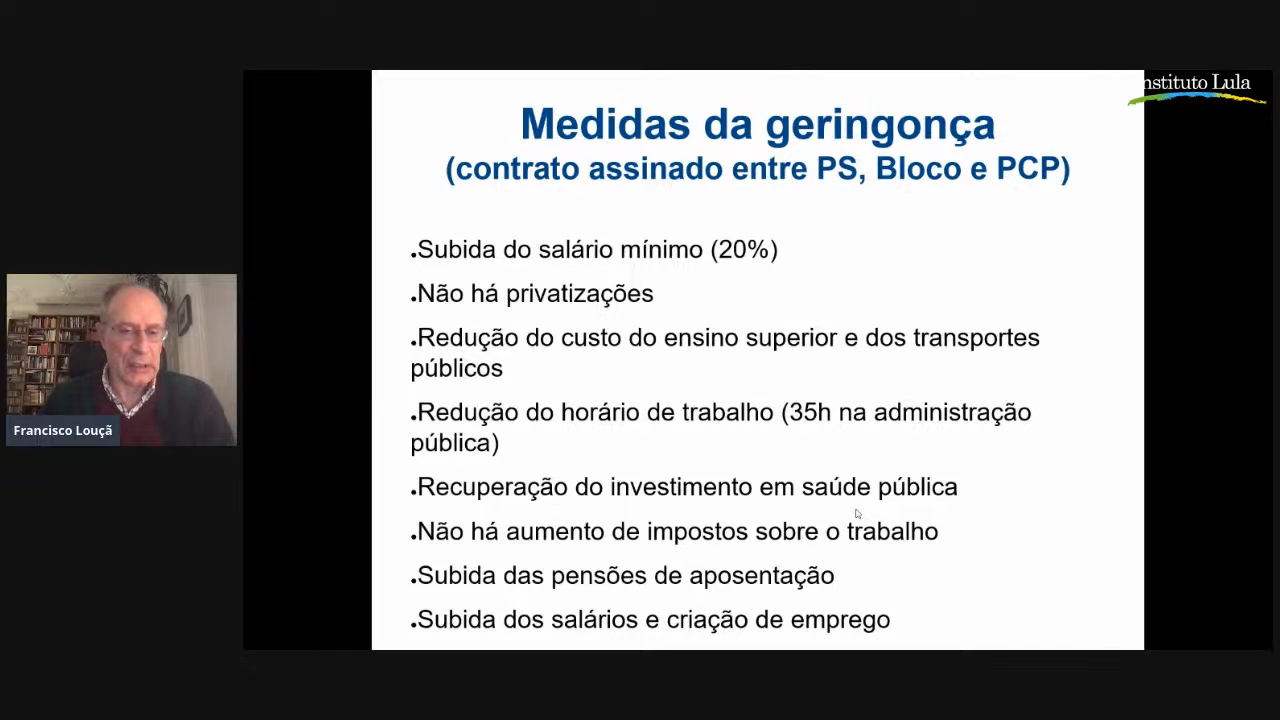 nstituto Lula
Medidas da geringonça
(contrato assinado entre PS, Bloco e PCP)
.Subida do salário mínimo (20%)
.Não há privatizações
.Redução do custo do ensino superior e dos transportes
públicos
.Redução do horário de trabalho (35h na administração
pública)
.Recuperação do investimento em saúde pública
.Não há aumento de impostos sobre o trabalho
.Subida das pensões de aposentação
.Subida dos salários e criação de emprego
Francisco Louçã